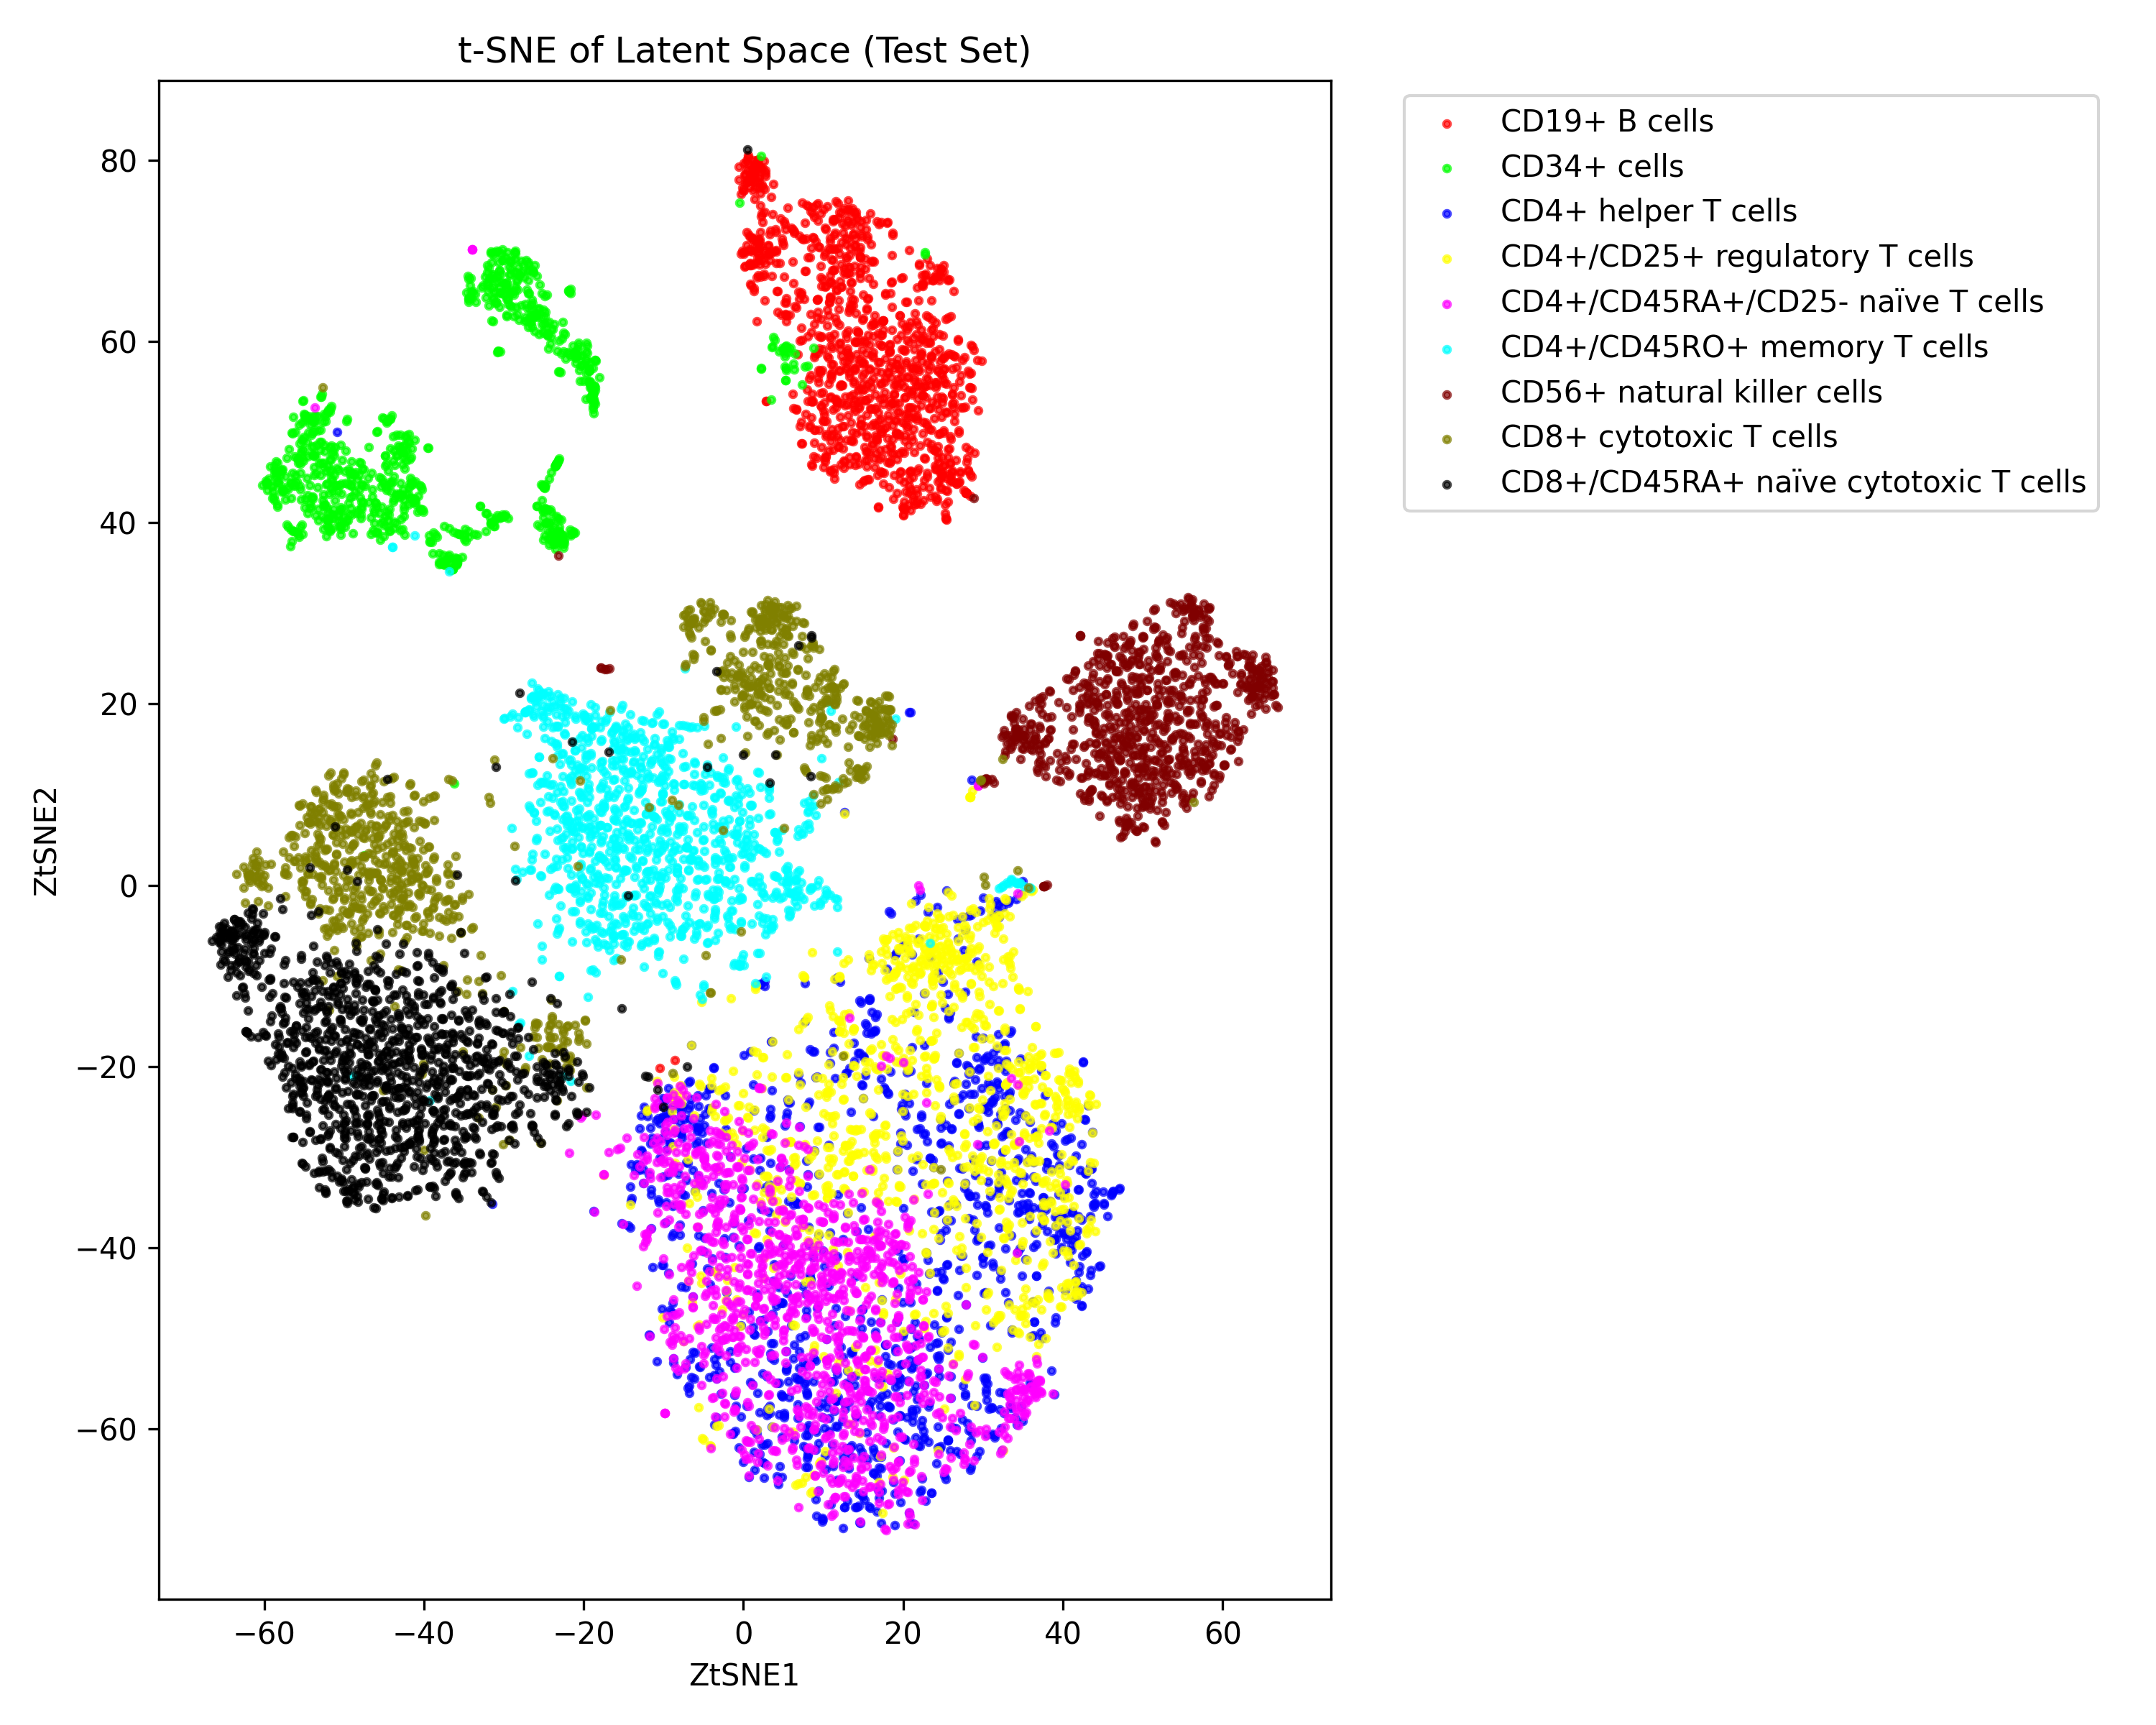 t-SNE of Latent Space (Test Set)
80
60
40
20
0
−20
−40
−60
ZtSNE2
−60
−40
−20
0
20
40
60
ZtSNE1
CD19+ B cells
CD34+ cells
CD4+ helper T cells
CD4+/CD25+ regulatory T cells
CD4+/CD45RA+/CD25- naïve T cells
CD4+/CD45RO+ memory T cells
CD56+ natural killer cells
CD8+ cytotoxic T cells
CD8+/CD45RA+ naïve cytotoxic T cells